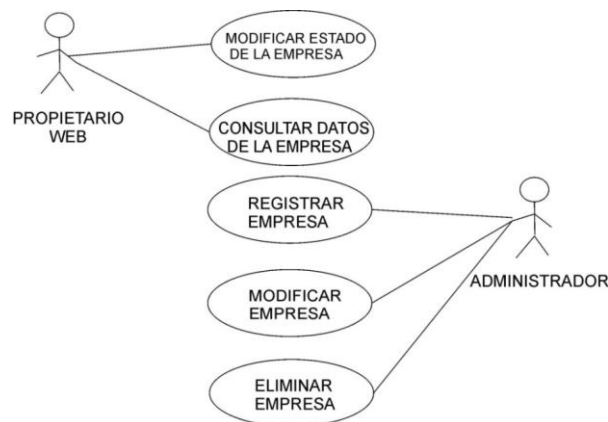 MODIFICAR ESTADO
DE LA EMPRESA
PROPIETARIO
WEB
CONSULTAR DATOS
DE LA EMPRESA
REGISTRAR
EMPRESA
ADMINISTRADOR
MODIFICAR
EMPRESA
ELIMINAR
EMPRESA